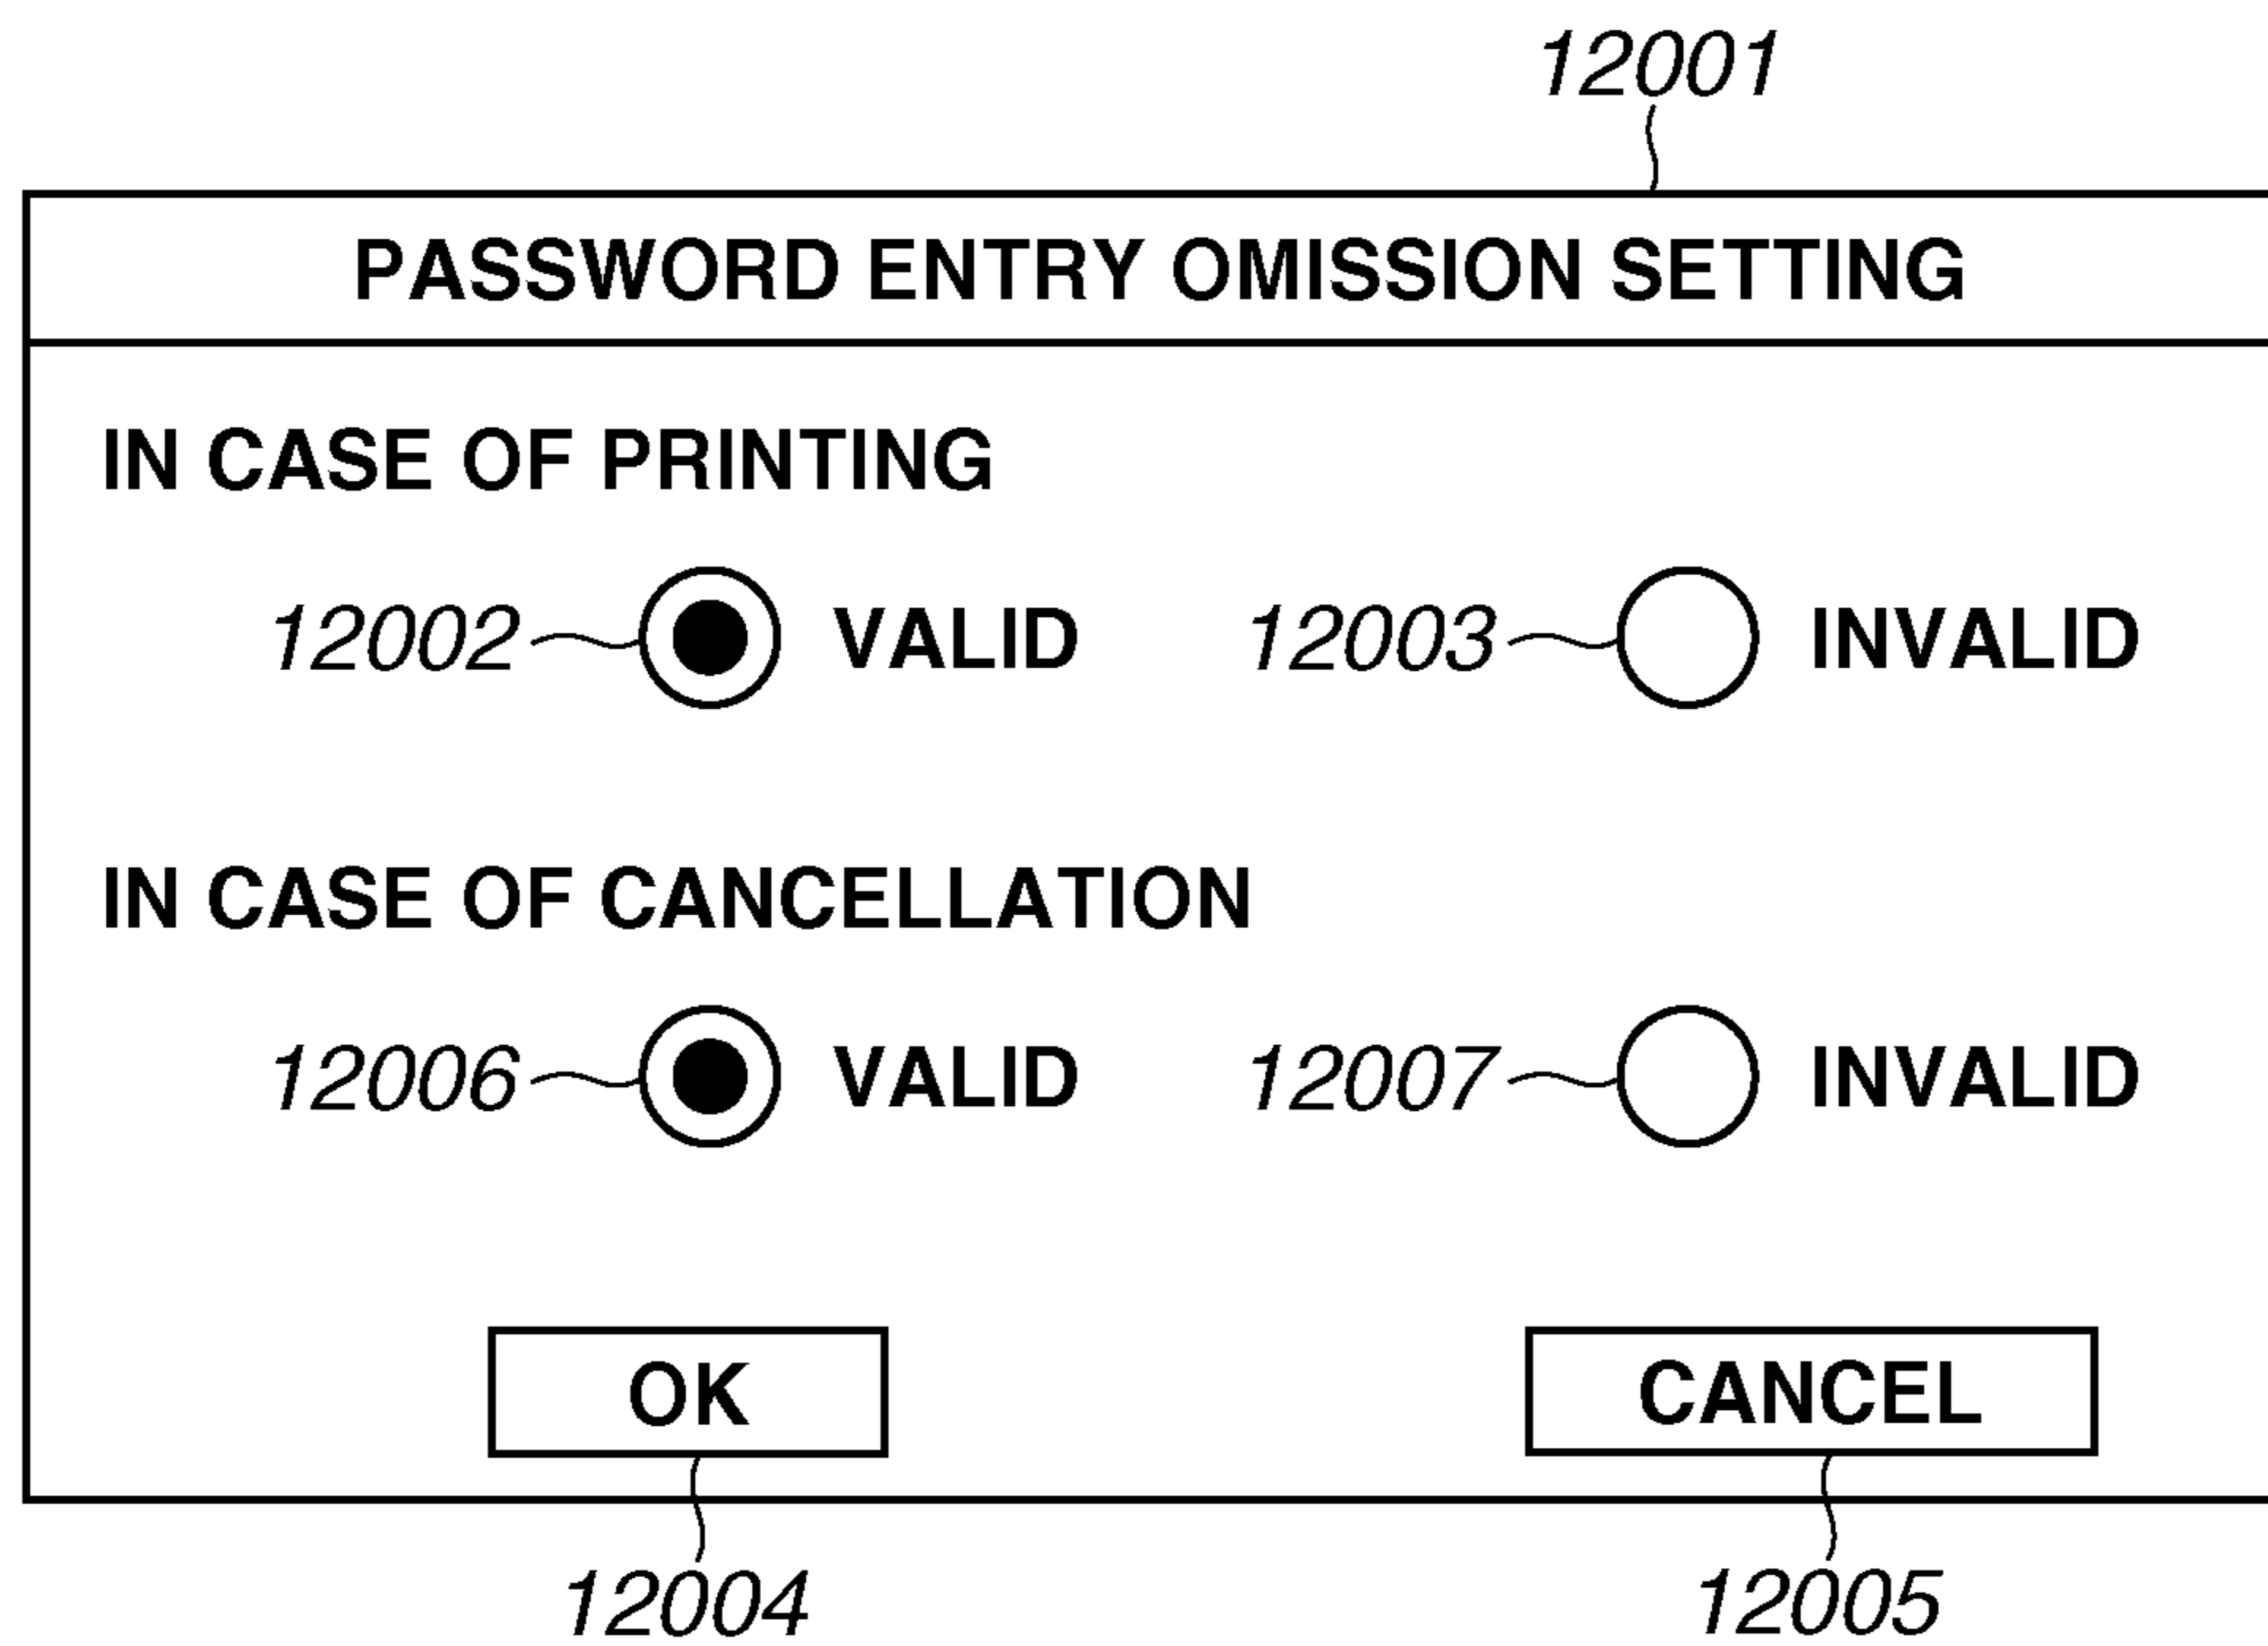 12001
PASSWORD ENTRY OMISSION SETTING
IN CASE OF PRINTING
12002 VALID 12003 INVALID
IN CASE OF CANCELLATION
12006 VALID 12007 INVALID
OK CANCEL
12004 12005